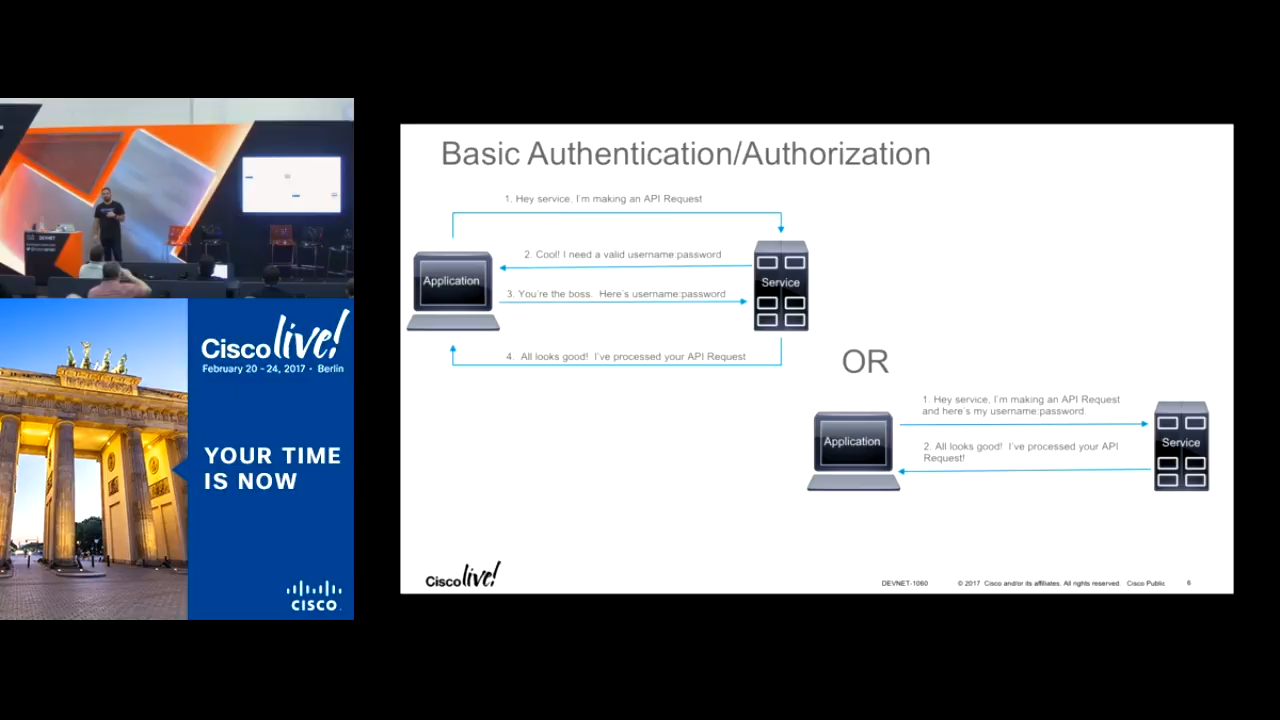 Cisco live!
February 20 - 24, 2017 • Berlin
YOUR TIME
IS NOW
CISCO
Basic Authentication/Authorization
1. Hey service, I'm making an API Request
2. Cool! I need a valid username:password
3. You're the boss. Here's username:password
4. All looks good! I've processed your API Request
Application
Service
OR
1. Hey service, I'm making an API Request
and here's my username:password.
2. All looks good! I've processed your API
Request!
Application
Service
Cisco live!
DEVNET-1060
© 2017 Cisco and/or its affiliates. All rights reserved. Cisco Public
6